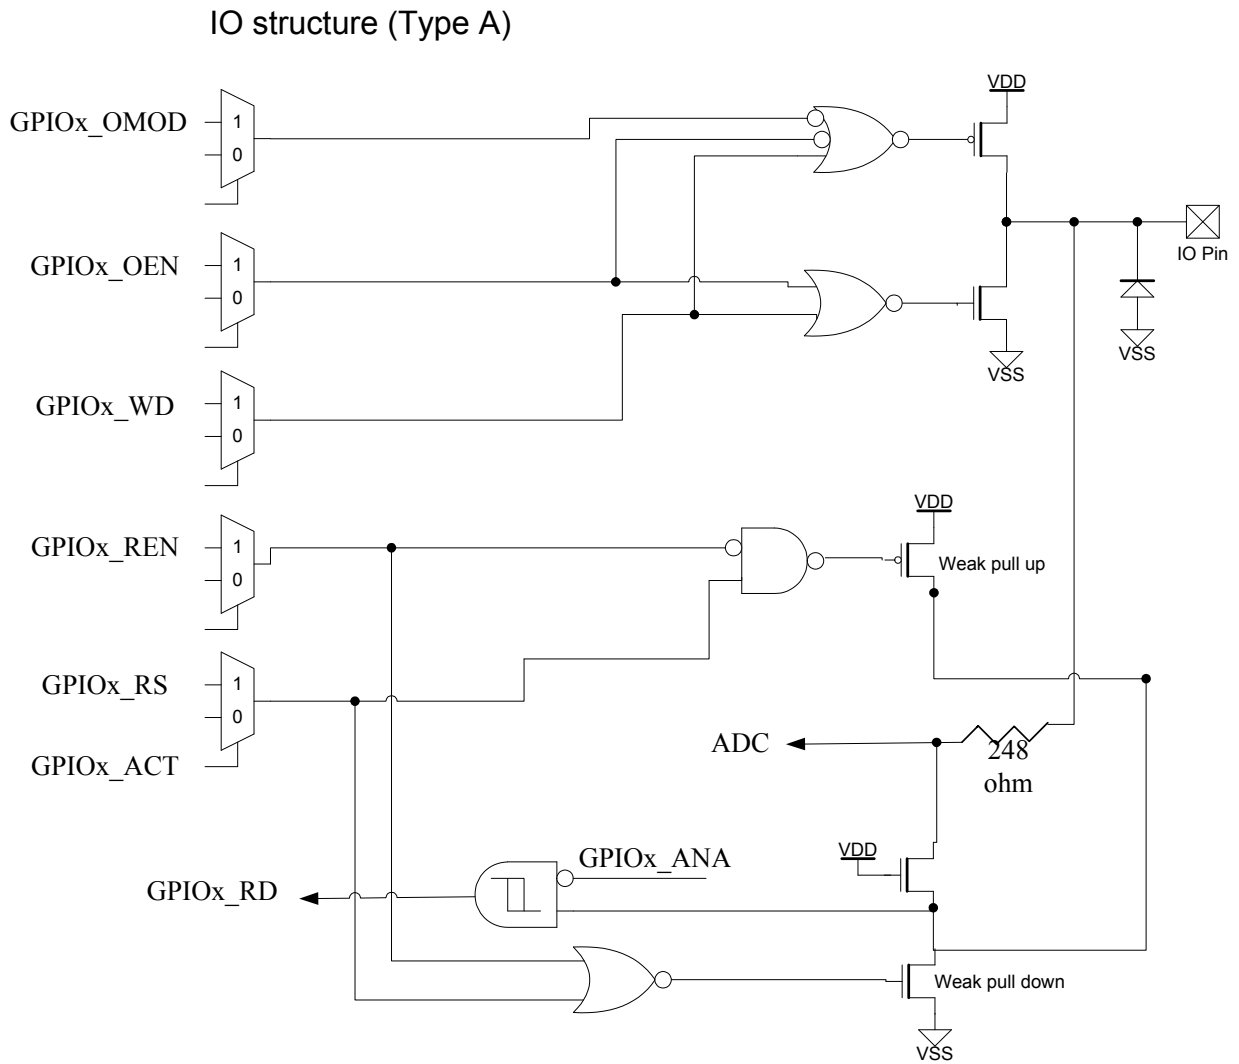 IO structure (Type A)
VDD
GPIOx_OMOD
1
0
IO Pin
GPIOx_OEN
1
0
VSS
VSS
GPIOx_WD
1
0
VDD
GPIOx_REN
1
0
Weak pull up
GPIOx_RS
1
0
ADC
248
ohm
GPIOx_ACT
VDD
GPIOx_ANA
GPIOx_RD
Weak pull down
VSS